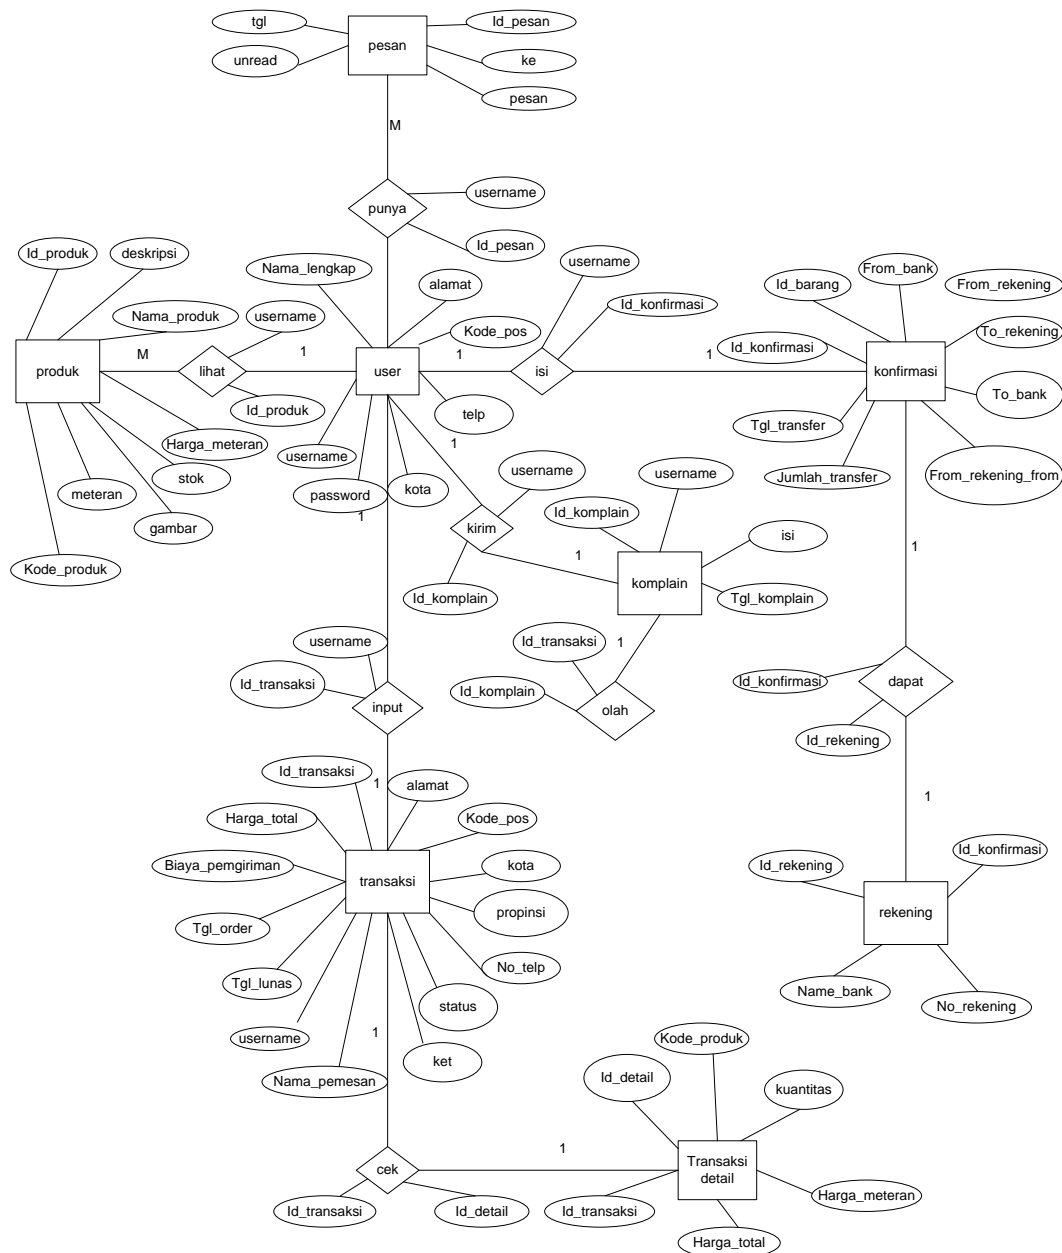 tgl
Id_pesan
pesan
unread
ke
pesan
M
username
punya
Id_pesan
Id_produk
deskripsi
Nama_lengkap
alamat
username
From_bank
Id_barang
From_rekening
Nama_produk
username
Kode_pos
Id_konfirmasi
To_rekening
M
1
1
1
Id_konfirmasi
produk
lihat
user
isi
konfirmasi
Id_produk
telp
To_bank
Harga_meteran
username
1
Tgl_transfer
stok
username
username
Jumlah_transfer
From_rekening_from
meteran
password
kota
1
gambar
kirim
Id_komplain
isi
1
1
Kode_produk
komplain
Id_komplain
Tgl_komplain
username
Id_transaksi
1
Id_transaksi
Id_komplain
Id_konfirmasi
dapat
input
olah
Id_rekening
Id_transaksi
1
alamat
1
Harga_total
Kode_pos
Id_konfirmasi
Biaya_pemgiriman
kota
Id_rekening
transaksi
propinsi
rekening
Tgl_order
No_telp
Tgl_lunas
Name_bank
status
No_rekening
username
1
Kode_produk
ket
Nama_pemesan
Id_detail
kuantitas
1
Transaksi
detail
cek
Harga_meteran
Id_transaksi
Id_detail
Id_transaksi
Harga_total